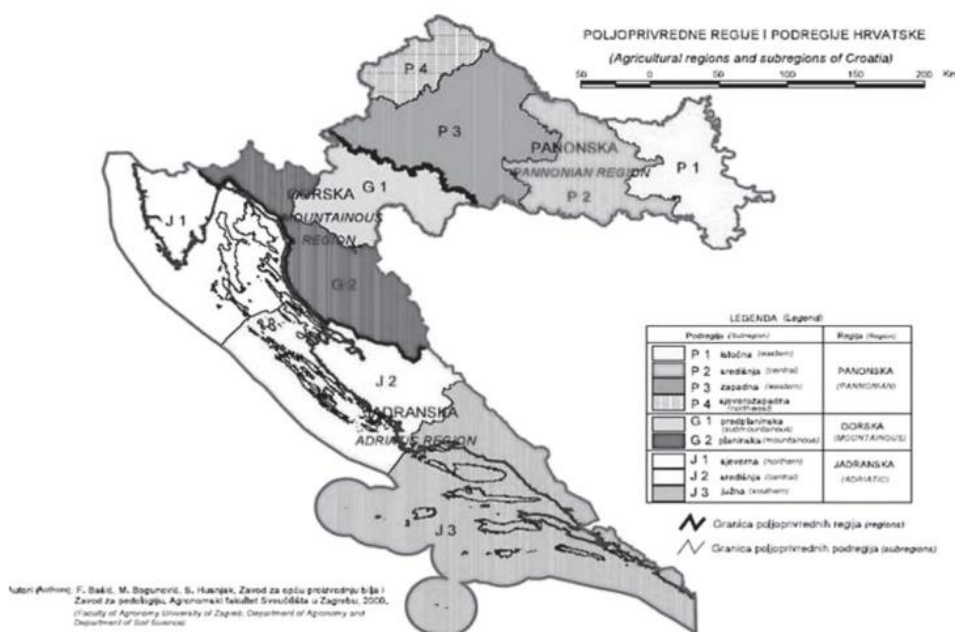 POLJOPRIVREDNE REGIJE I PODREGIJE HRVATSKE
(Agricultural regions and subregions of Croatia)
50 0 50 100 150 200 Km
P 4
P 3
PANONSKA
PANNONIAN REGION
P 1
P 2
G 1
GORSKA
MOUNTAINOUS
REGION
J 1
G 2
J 2
JADRANSKA
REGION
J 3
LEGENDA (Legend)
Podregija (Subregion) Regija (Region)
P 1 istočna (eastern)
P 2 središnja (central)
P 3 zapadna (western)
P 4 sjeverozapadna
PANONSKA
(PANNONIAN)
G 1 predplaninska
(submountainous)
G 2 planinska (mountainous)
GORSKA
(MOUNTAINOUS)
J 1 sjeverna (northern)
J 2 središnja (central)
J 3 južna (southern)
JADRANSKA
(ADRIATIC)
Granica poljoprivrednih regija (regions)
Granica poljoprivrednih podregija (subregions)
Autori (Authors): F. Bašić, M. Bogunović, S. Husnjak, Zavod za opću proizvodnju bilja i
Zavod za pedologiju, Agronomski fakultet Sveučilišta u Zagrebu, 2000.
(Faculty of Agronomy University of Zagreb, Department of Agronomy and
Department of Soil Science)